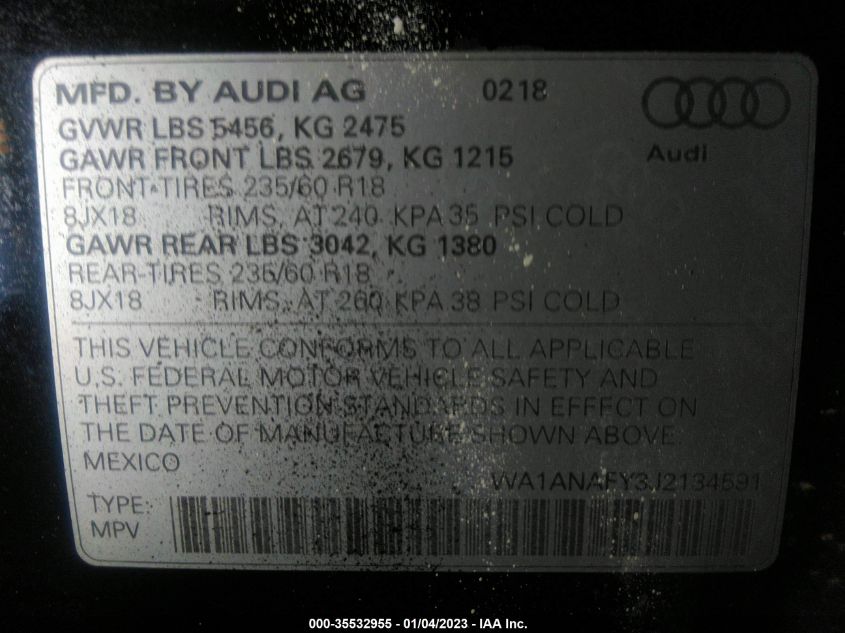 MFD. BY AUDI AG 0218
GVWR LBS 5456, KG 2475
GAWR FRONT LBS 2679, KG 1215
Audi
FRONT-TIRES 235/60 R18
8JX18 RIMS, AT 240 KPA 35 PSI COLD
GAWR REAR LBS 3042, KG 1380
REAR-TIRES 235/60 R18
8JX18 RIMS, AT 260 KPA 38 PSI COLD
THIS VEHICLE CONFORMS TO ALL APPLICABLE
U.S. FEDERAL MOTOR VEHICLE SAFETY AND
THEFT PREVENTION STANDARDS IN EFFECT ON
THE DATE OF MANUFACTURE SHOWN ABOVE.
MEXICO
WA1ANAFY3J2134591
TYPE:
MPV
000-35532955 - 01/04/2023 - IAA Inc.